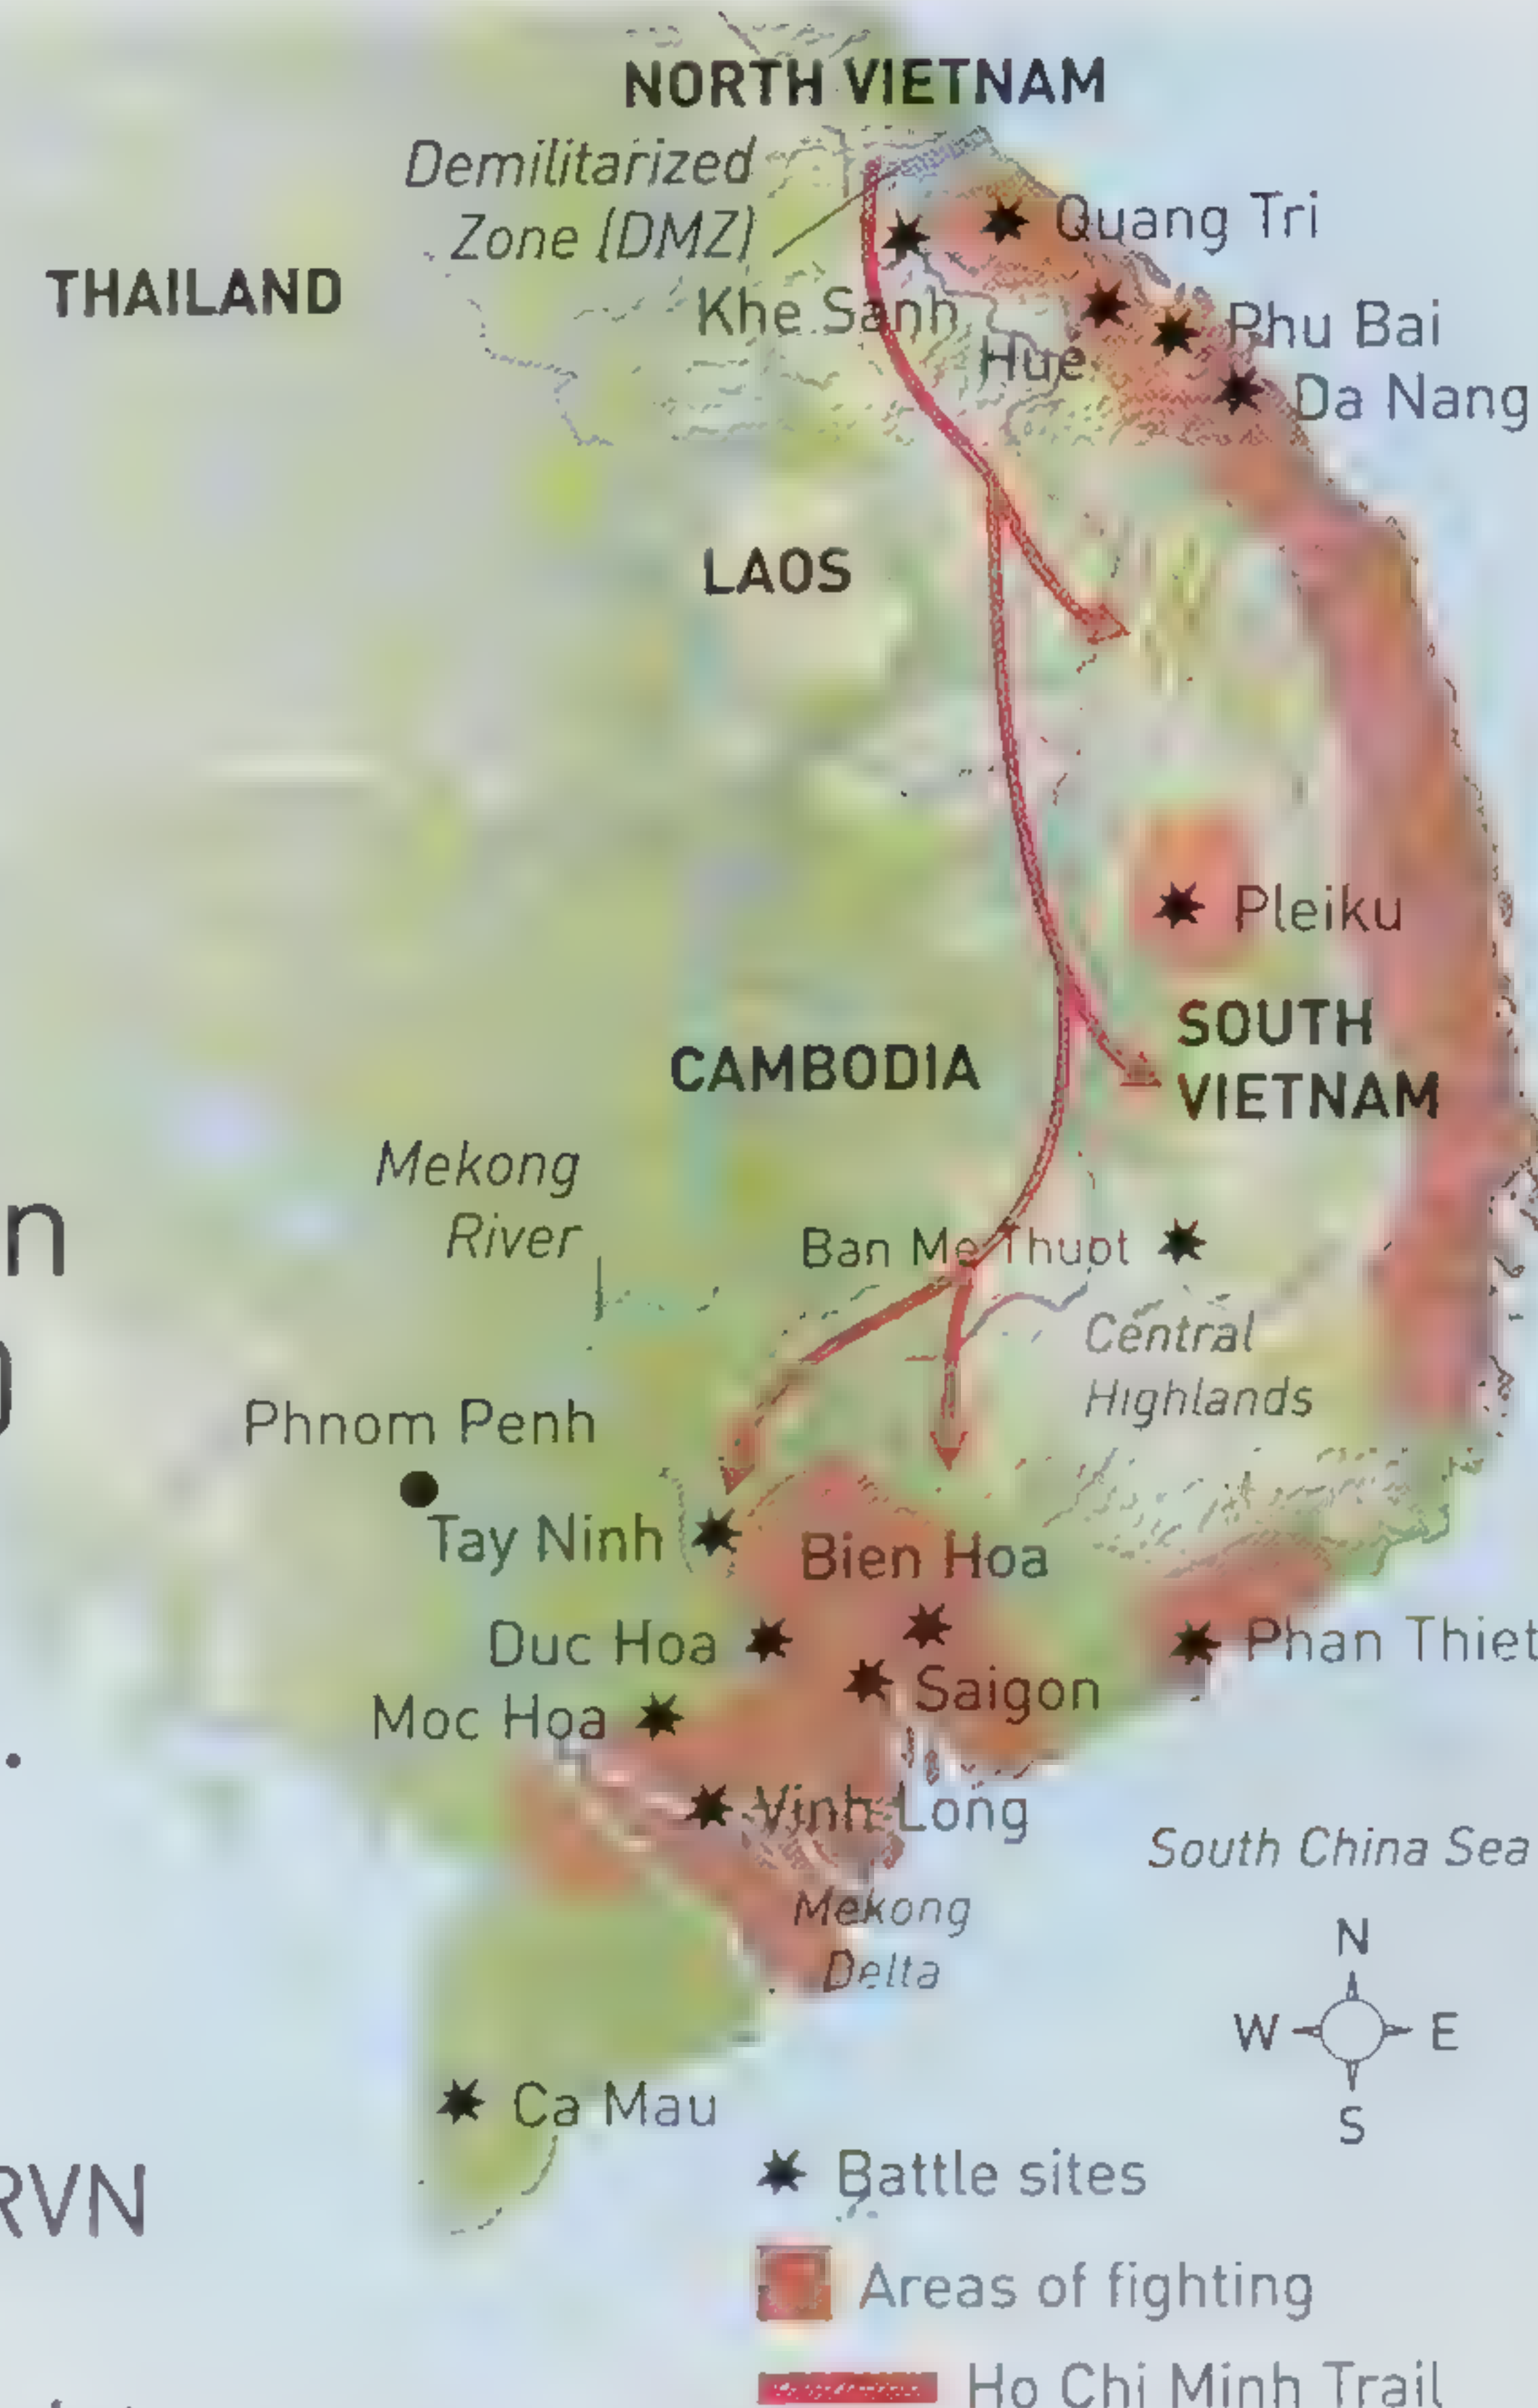 NORTH VIETNAM
Demilitarized
Zone (DMZ)
Quang Tri
THAILAND
Khe Sanh
Hue
Phu Bai
Da Nang
LAOS
Pleiku
SOUTH
VIETNAM
CAMBODIA
Mekong
River
n
Ban Me Thuot
Central
Highlands
Phnom Penh
Tay Ninh
Bien Hoa
Duc Hoa
Phan Thiet
Saigon
Moc Hoa
Vinh Long
South China Sea
Mekong
Delta
N
W E
S
Ca Mau
RVN
Battle sites
Areas of fighting
Ho Chi Minh Trail